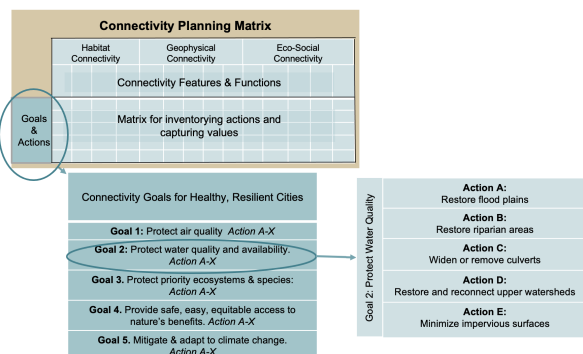 Connectivity Planning Matrix
Habitat
Connectivity
Geophysical
Connectivity
Eco-Social
Connectivity
Connectivity Features & Functions
Goals
&
Actions
Matrix for inventorying actions and
capturing values
Connectivity Goals for Healthy, Resilient Cities
Goal 1: Protect air quality Action A-X
Goal 2: Protect water quality and availability.
Action A-X
Goal 3. Protect priority ecosystems & species:
Action A-X
Goal 4. Provide safe, easy, equitable access to
nature's benefits. Action A-X
Goal 5. Mitigate & adapt to climate change.
Action A-X
Goal 2: Protect Water Quality
Action A:
Restore flood plains
Action B:
Restore riparian areas
Action C:
Widen or remove culverts
Action D:
Restore and reconnect upper watersheds
Action E:
Minimize impervious surfaces